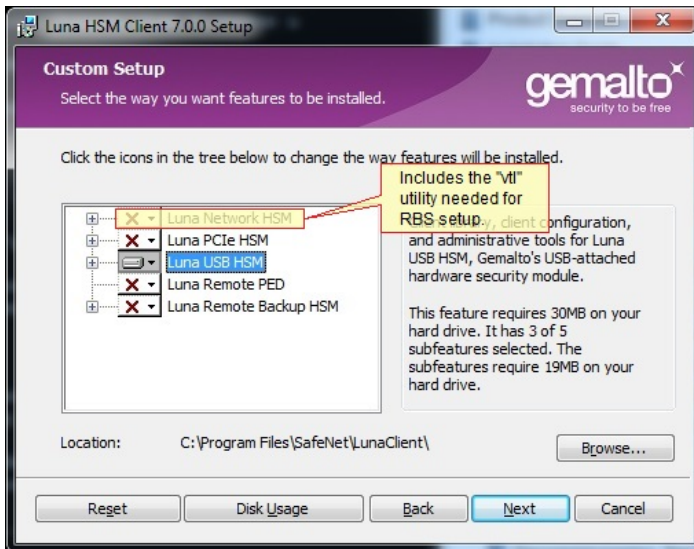 Luna HSM Client 7.0.0 Setup
Custom Setup
Select the way you want features to be installed.
gemalto
security to be free
Click the icons in the tree below to change the way features will be installed.
Includes the "vtl"
utility needed for
RBS setup.
Luna Network HSM
Luna PCIe HSM
Luna USB HSM
Luna Remote PED
Luna Remote Backup HSM
client configuration,
and administrative tools for Luna
USB HSM, Gemalto's USB-attached
hardware security module.
This feature requires 30MB on your
hard drive. It has 3 of 5
subfeatures selected. The
subfeatures require 19MB on your
hard drive.
Location:
C:\Program Files\SafeNet\LunaClient\
Browse...
Reset
Disk Usage
Back
Next
Cancel